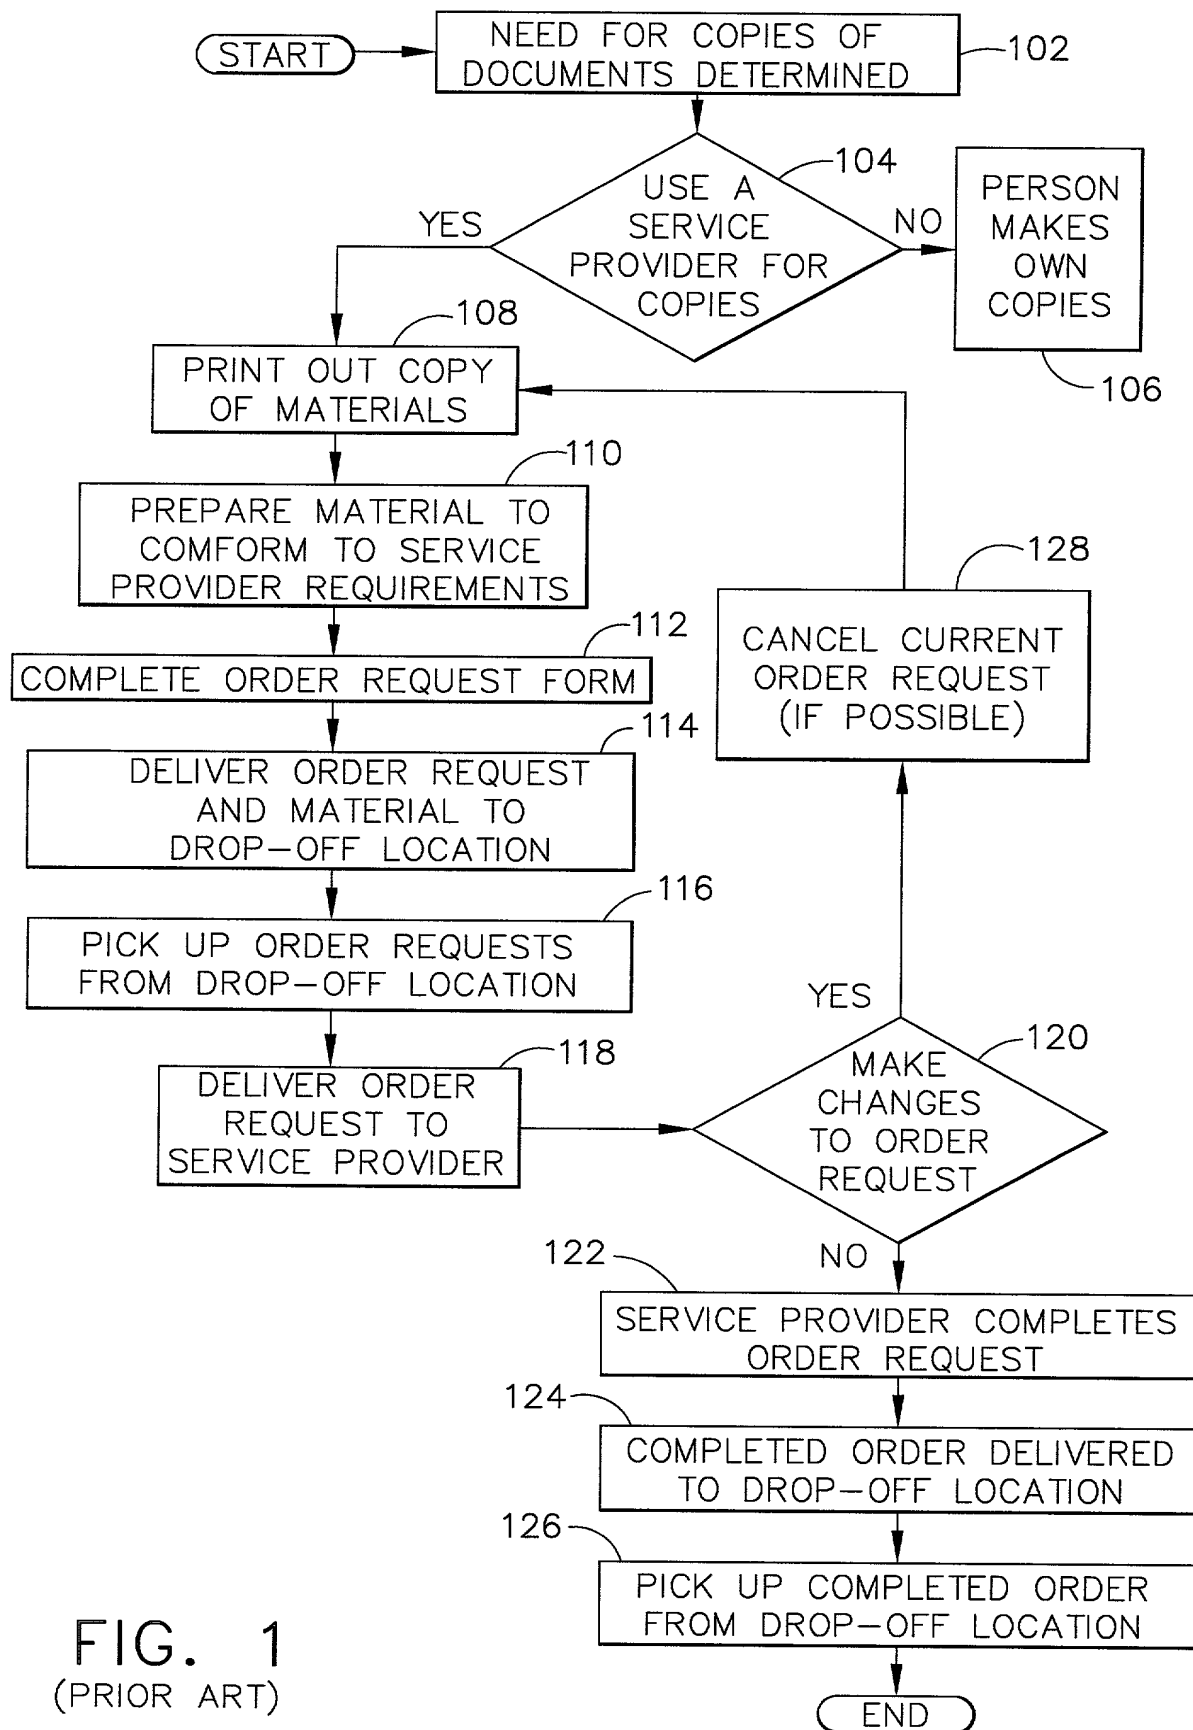 START
NEED FOR COPIES OF
DOCUMENTS DETERMINED
102
104
USE A
SERVICE
PROVIDER FOR
COPIES
YES
NO
PERSON
MAKES
OWN
COPIES
106
108
PRINT OUT COPY
OF MATERIALS
110
PREPARE MATERIAL TO
COMFORM TO SERVICE
PROVIDER REQUIREMENTS
112
COMPLETE ORDER REQUEST FORM
114
DELIVER ORDER REQUEST
AND MATERIAL TO
DROP-OFF LOCATION
116
PICK UP ORDER REQUESTS
FROM DROP-OFF LOCATION
118
DELIVER ORDER
REQUEST TO
SERVICE PROVIDER
128
CANCEL CURRENT
ORDER REQUEST
(IF POSSIBLE)
YES
120
MAKE
CHANGES
TO ORDER
REQUEST
NO
122
SERVICE PROVIDER COMPLETES
ORDER REQUEST
124
COMPLETED ORDER DELIVERED
TO DROP-OFF LOCATION
126
PICK UP COMPLETED ORDER
FROM DROP-OFF LOCATION
END
FIG. 1
(PRIOR ART)